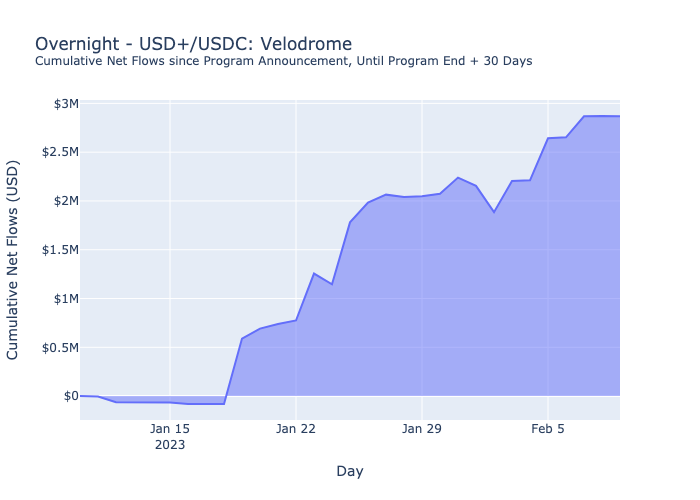 Overnight - USD+/USDC: Velodrome
Cumulative Net Flows since Program Announcement, Until Program End + 30 Days
Cumulative Net Flows (USD)
$3M
$2.5M
$2M
$1.5M
$1M
$0.5M
$0
Jan 15
2023
Jan 22
Jan 29
Feb 5
Day